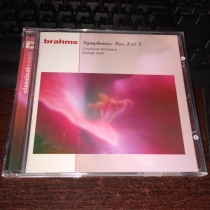 brahms
Symphonies Nos. 2 & 3
Cleveland Orchestra
George Szell